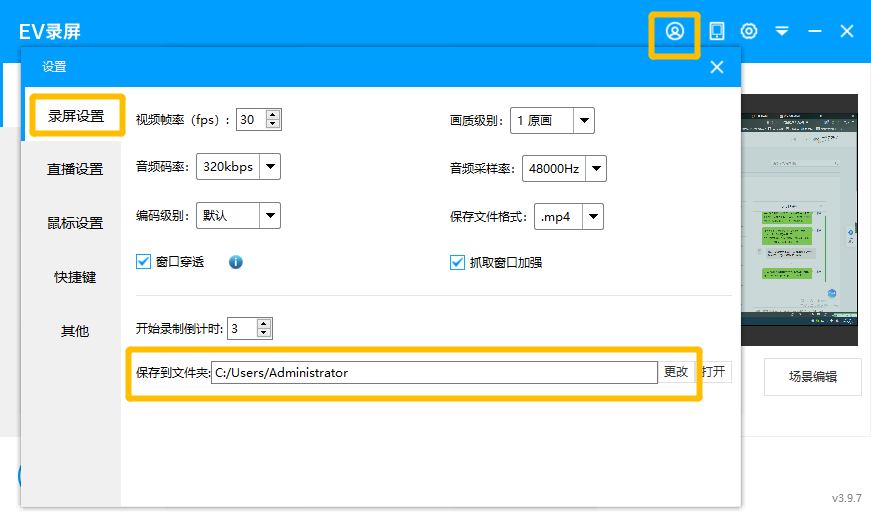 EV录屏
设置
录屏设置
直播设置
鼠标设置
快捷键
其他
视频帧率（fps）: 30
画质级别: 1 原画
音频码率: 320kbps
音频采样率: 48000Hz
编码级别: 默认
保存文件格式: .mp4
窗口穿透
抓取窗口加强
开始录制倒计时: 3
保存到文件夹: C:/Users/Administrator 更改 打开
场景编辑
v3.9.7